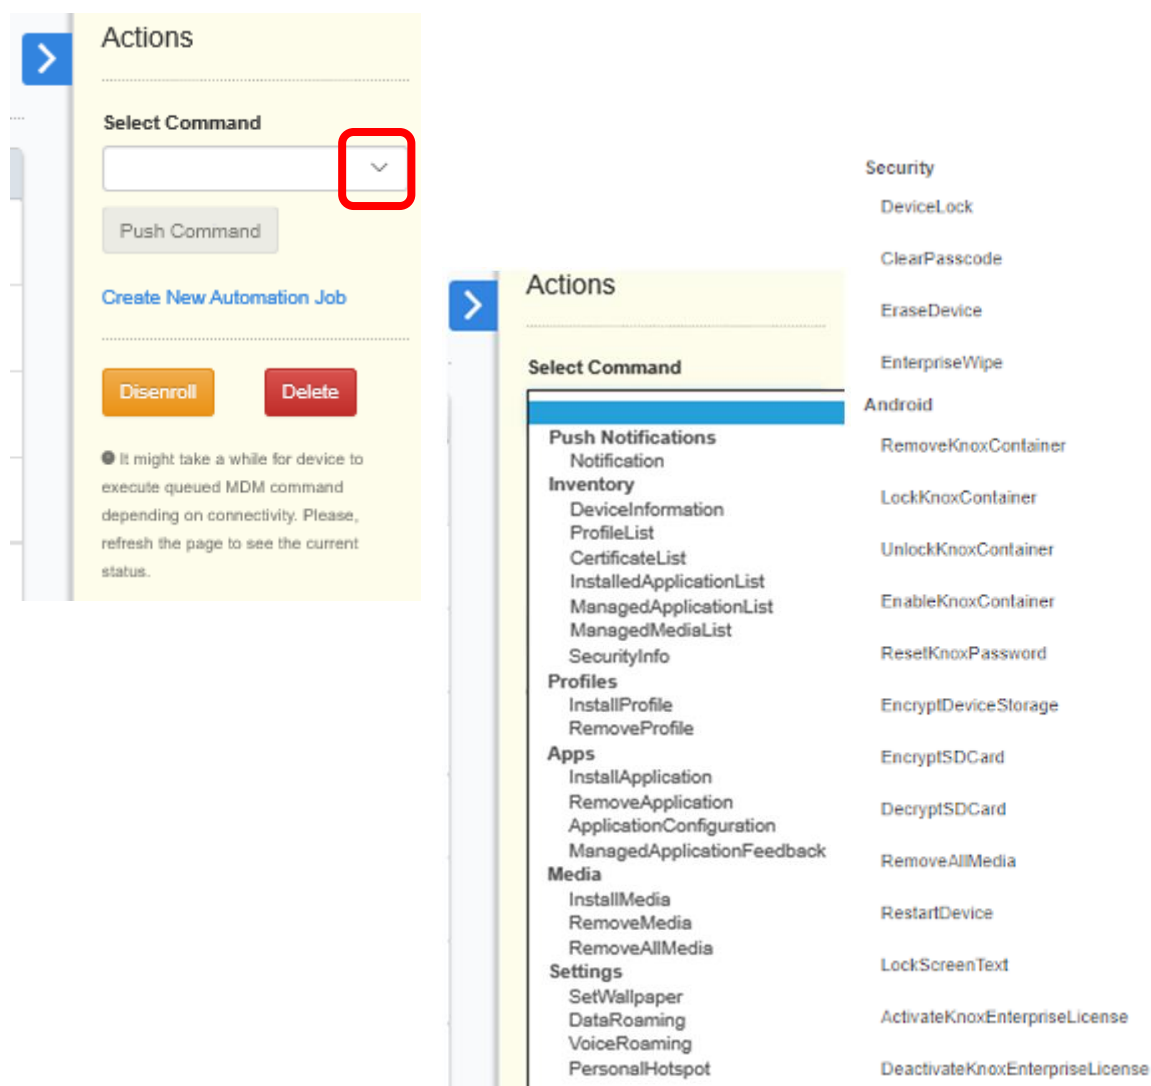 Actions
Select Command
Push Command
Create New Automation Job
Disenroll
Delete
It might take a while for device to
execute queued MDM command
depending on connectivity. Please,
refresh the page to see the current
status.
Actions
Select Command
Push Notifications
Notification
Inventory
DeviceInformation
ProfileList
CertificateList
InstalledApplicationList
ManagedApplicationList
ManagedMediaList
SecurityInfo
Profiles
InstallProfile
RemoveProfile
Apps
InstallApplication
RemoveApplication
ApplicationConfiguration
ManagedApplicationFeedback
Media
InstallMedia
RemoveMedia
RemoveAllMedia
Settings
SetWallpaper
DataRoaming
VoiceRoaming
PersonalHotspot
Security
DeviceLock
ClearPasscode
EraseDevice
EnterpriseWipe
Android
RemoveKnoxContainer
LockKnoxContainer
UnlockKnoxContainer
EnableKnoxContainer
ResetKnoxPassword
EncryptDeviceStorage
EncryptSDCard
DecryptSDCard
RemoveAllMedia
RestartDevice
LockScreenText
ActivateKnoxEnterpriseLicense
DeactivateKnoxEnterpriseLicense